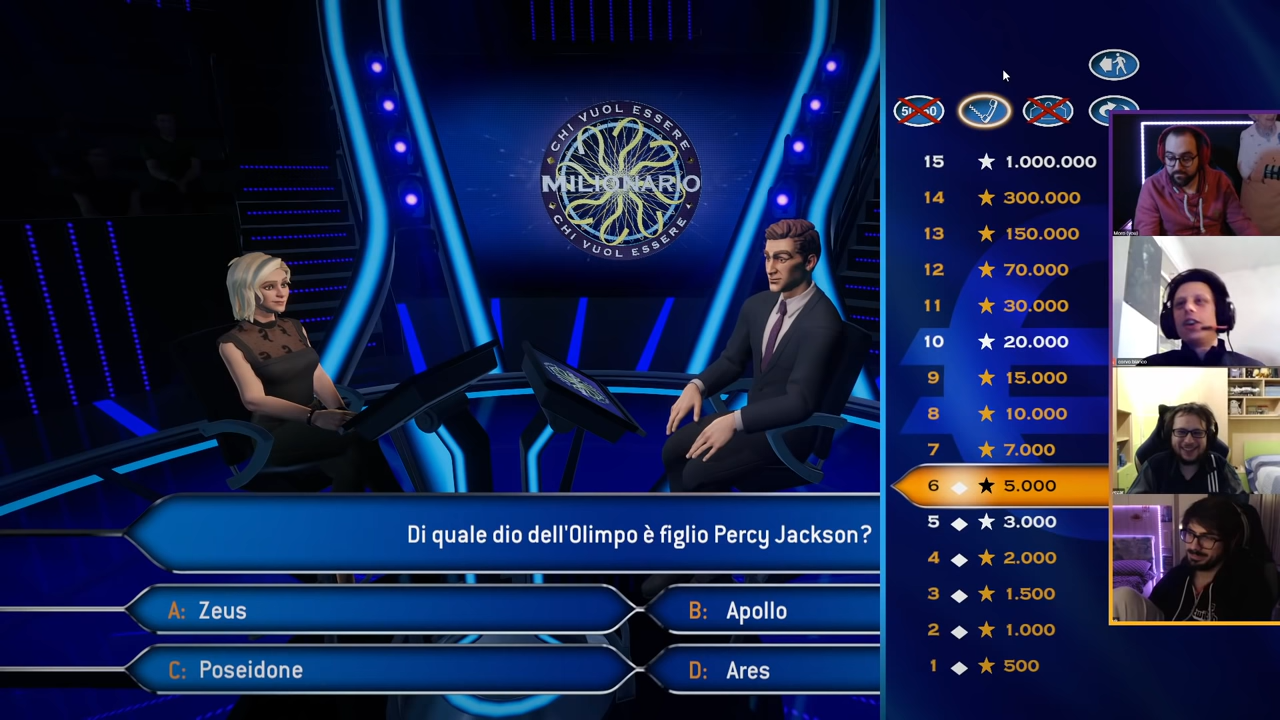 CHI VUOL ESSERE
MILIONARIO
CHI VUOL ESSERE
50:50
15 1.000.000
14 300.000
13 150.000
12 70.000
11 30.000
10 20.000
9 15.000
8 10.000
7 7.000
6 5.000
5 3.000
4 2.000
3 1.500
2 1.000
1 500
Di quale dio dell'Olimpo è figlio Percy Jackson?
A: Zeus
B: Apollo
C: Poseidone
D: Ares